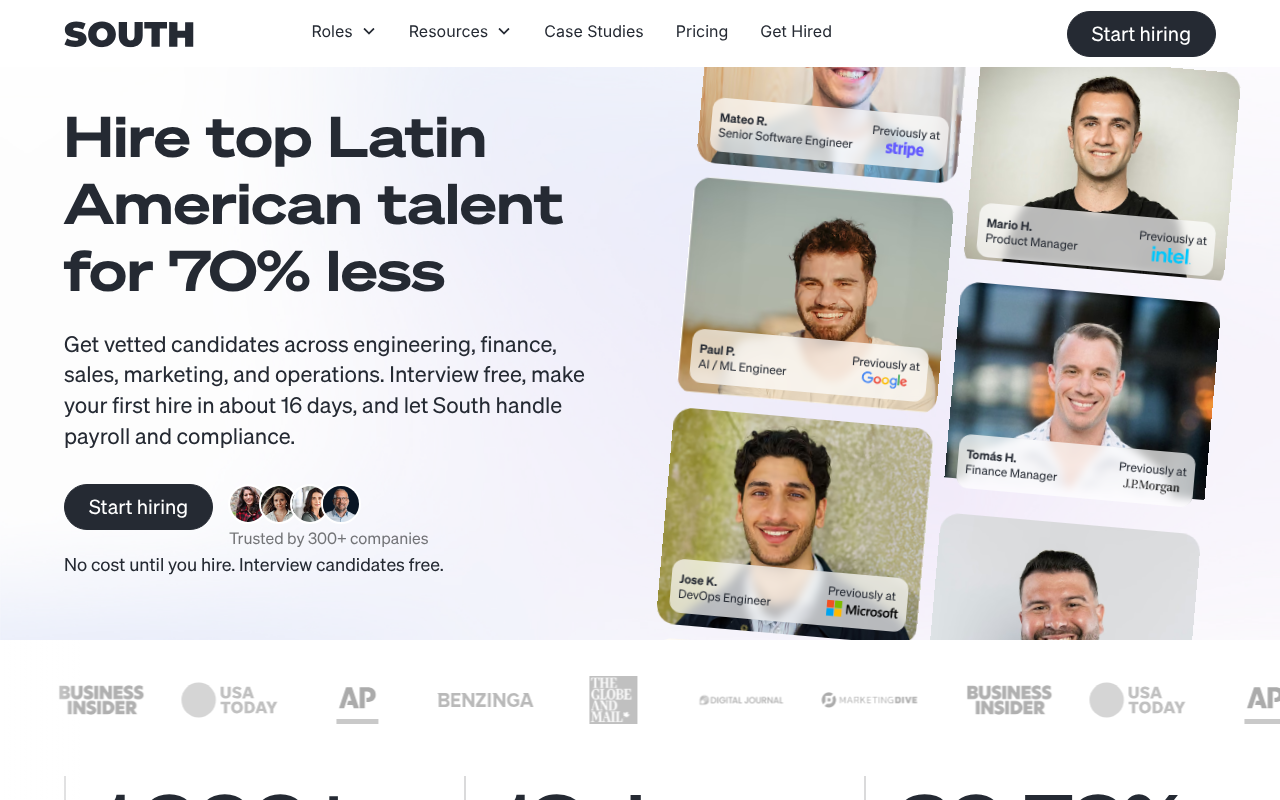 SOUTH
Roles
Resources
Case Studies
Pricing
Get Hired
Start hiring
Hire top Latin
American talent
for 70% less
Get vetted candidates across engineering, finance,
sales, marketing, and operations. Interview free, make
your first hire in about 16 days, and let South handle
payroll and compliance.
Start hiring
Trusted by 300+ companies
No cost until you hire. Interview candidates free.
Mateo R.
Senior Software Engineer
Previously at
stripe
Mario H.
Product Manager
Previously at
intel
Paul P.
AI / ML Engineer
Previously at
Google
Tomás H.
Finance Manager
Previously at
J.P.Morgan
Jose K.
DevOps Engineer
Previously at
Microsoft
BUSINESS
INSIDER
USA
TODAY
AP
BENZINGA
THE
GLOBE
AND
MAIL*
DIGITAL JOURNAL
MARKETINGDIVE
BUSINESS
INSIDER
USA
TODAY
AP